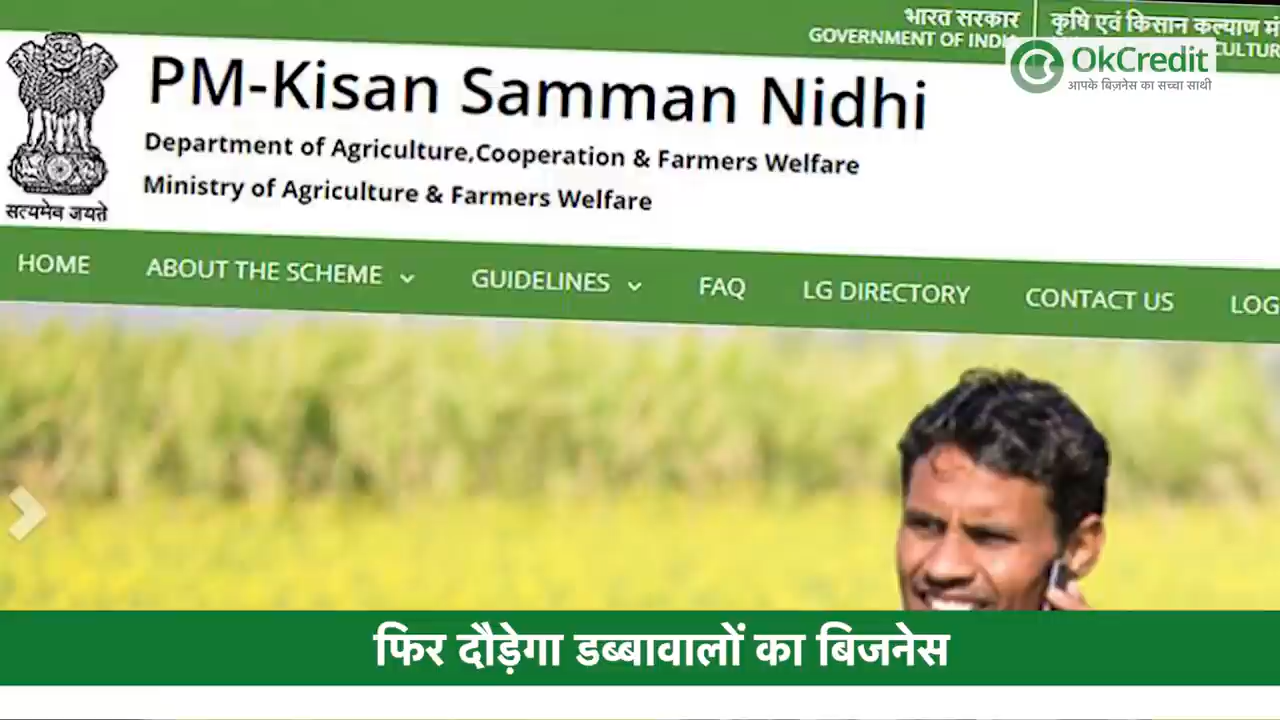 भारत सरकार
GOVERNMENT OF INDIA
कृषि एवं किसान कल्याण
OkCredit
आपके बिज़नेस का सच्चा साथी
PM-Kisan Samman Nidhi
Department of Agriculture,Cooperation & Farmers Welfare
Ministry of Agriculture & Farmers Welfare
सत्यमेव जयते
HOME
ABOUT THE SCHEME
GUIDELINES
FAQ
LG DIRECTORY
CONTACT US
LOG
फिर दौड़ेगा डब्बावालों का बिजनेस